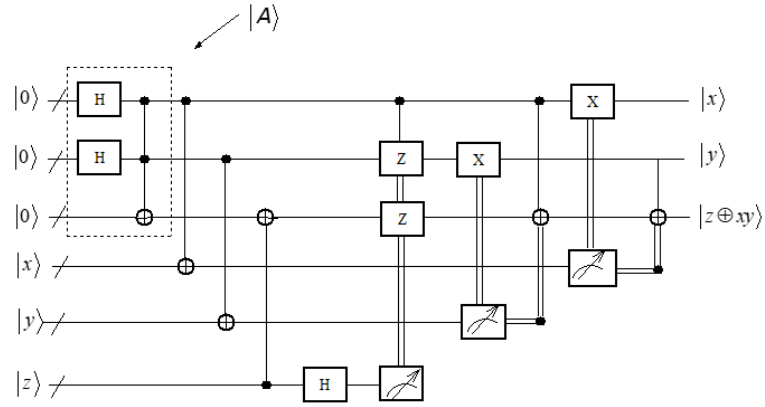 |A⟩
|0⟩ H X |x⟩
|0⟩ H Z X |y⟩
|0⟩ Z |z⊕xy⟩
|x⟩
|y⟩
|z⟩ H